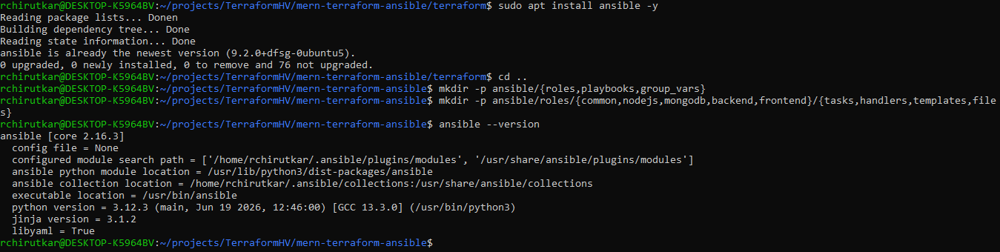 rchirutkar@DESKTOP-K5964BV:~/projects/TerraformHV/mern-terraform-ansible/terraform$ sudo apt install ansible -y
Reading package lists... Donen
Building dependency tree... Done
Reading state information... Done
ansible is already the newest version (9.2.0+dfsg-0ubuntu5).
0 upgraded, 0 newly installed, 0 to remove and 76 not upgraded.
rchirutkar@DESKTOP-K5964BV:~/projects/TerraformHV/mern-terraform-ansible/terraform$ cd ..
rchirutkar@DESKTOP-K5964BV:~/projects/TerraformHV/mern-terraform-ansible$ mkdir -p ansible/{roles,playbooks,group_vars}
rchirutkar@DESKTOP-K5964BV:~/projects/TerraformHV/mern-terraform-ansible$ mkdir -p ansible/roles/{common,nodejs,mongodb,backend,frontend}/{tasks,handlers,templates,file
s}
rchirutkar@DESKTOP-K5964BV:~/projects/TerraformHV/mern-terraform-ansible$ ansible --version
ansible [core 2.16.3]
  config file = None
  configured module search path = ['/home/rchirutkar/.ansible/plugins/modules', '/usr/share/ansible/plugins/modules']
  ansible python module location = /usr/lib/python3/dist-packages/ansible
  ansible collection location = /home/rchirutkar/.ansible/collections:/usr/share/ansible/collections
  executable location = /usr/bin/ansible
  python version = 3.12.3 (main, Jun 19 2026, 12:46:00) [GCC 13.3.0] (/usr/bin/python3)
  jinja version = 3.1.2
  libyaml = True
rchirutkar@DESKTOP-K5964BV:~/projects/TerraformHV/mern-terraform-ansible$